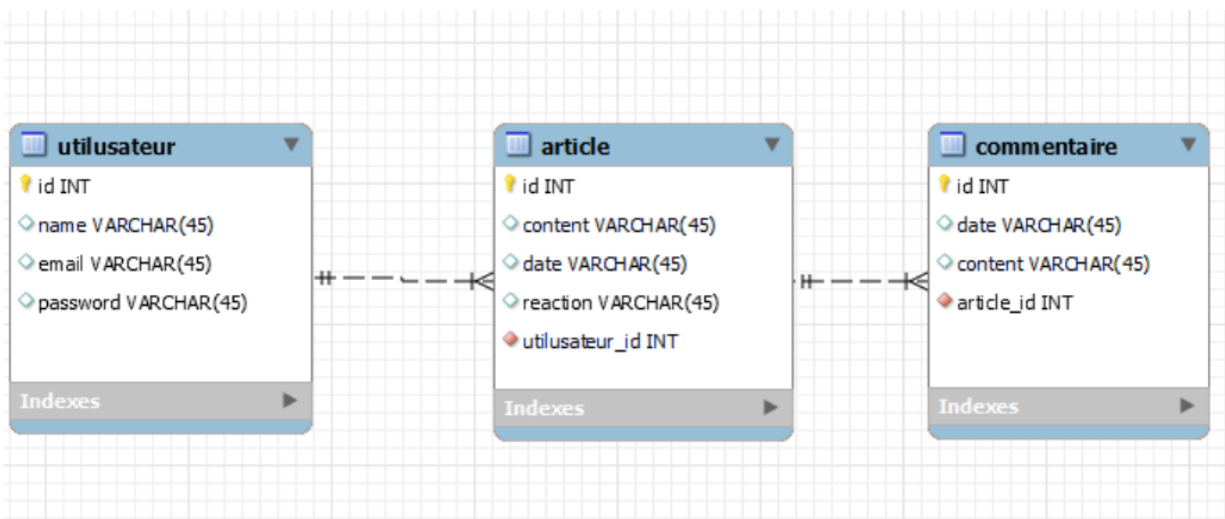 utilusateur
id INT
name VARCHAR(45)
email VARCHAR(45)
password VARCHAR(45)
Indexes
article
id INT
content VARCHAR(45)
date VARCHAR(45)
reaction VARCHAR(45)
utilusateur_id INT
Indexes
commentaire
id INT
date VARCHAR(45)
content VARCHAR(45)
article_id INT
Indexes